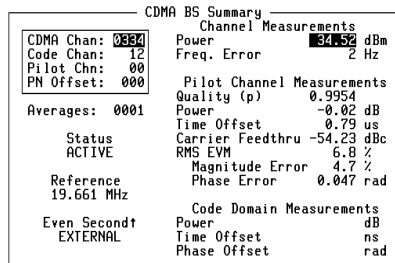 CDMA BS Summary
CDMA Chan: 0334
Code Chan: 12
Pilot Chn: 00
PN Offset: 000
Averages: 0001
Status
ACTIVE
Reference
19.661 MHz
Even Second↑
EXTERNAL
Channel Measurements
Power 34.52 dBm
Freq. Error 2 Hz
Pilot Channel Measurements
Quality (p) 0.9954
Power -0.02 dB
Time Offset 0.79 us
Carrier Feedthru -54.23 dBc
RMS EVM 6.8 %
Magnitude Error 4.7 %
Phase Error 0.047 rad
Code Domain Measurements
Power dB
Time Offset ns
Phase Offset rad